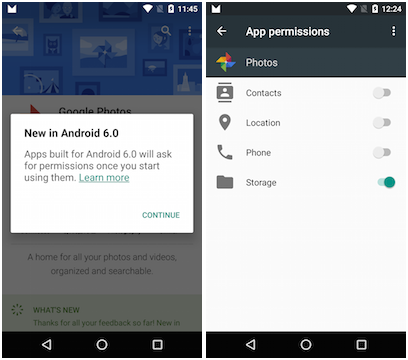 11:45
Google Photos
New in Android 6.0
Apps built for Android 6.0 will ask
for permissions once you start
using them. Learn more
CONTINUE
A home for all your photos and videos,
organized and searchable.
WHAT'S NEW
Thanks for all your feedback so far! New in
12:24
App permissions
Photos
Contacts
Location
Phone
Storage